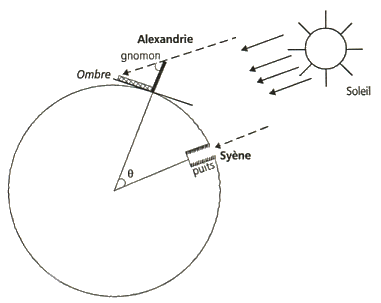 Alexandrie
gnomon
Ombre
Soleil
Syène
puits
θ